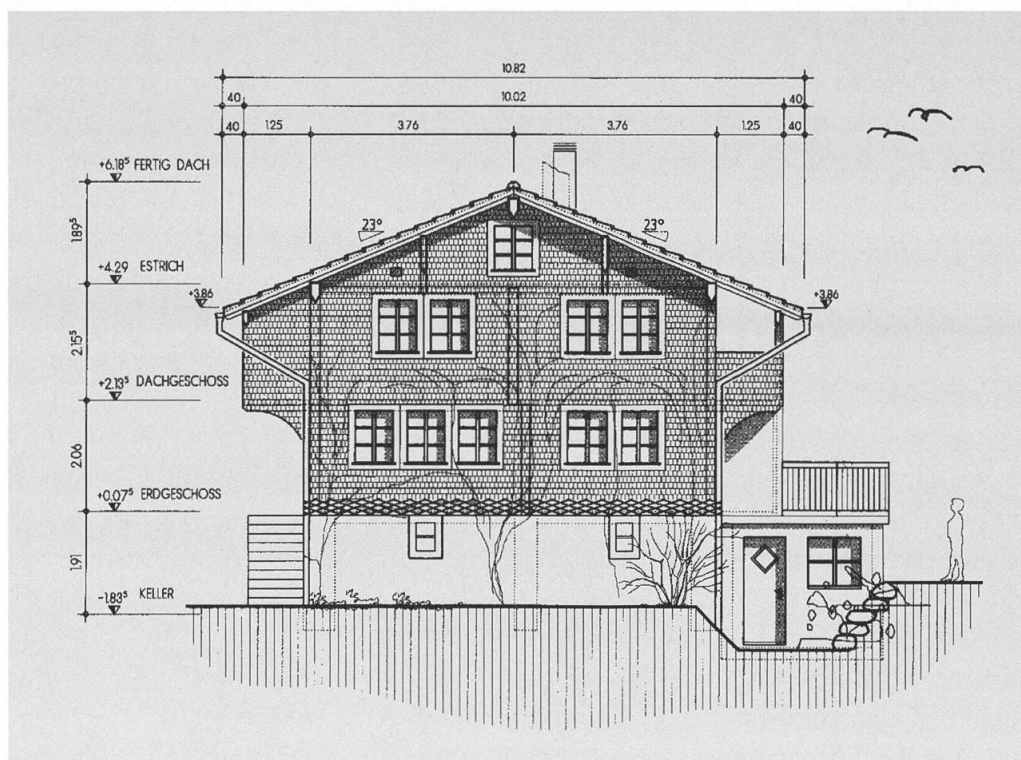 10.82
40 10.02 40
40 1.25 3.76 3.76 1.25 40
+6.18⁵ FERTIG DACH
1.89⁵
23° 23°
+4.29 ESTRICH
+3.86 +3.86
2.15⁵
+2.13⁵ DACHGESCHOSS
2.06
+0.07⁵ ERDGESCHOSS
1.91
-1.83⁵ KELLER